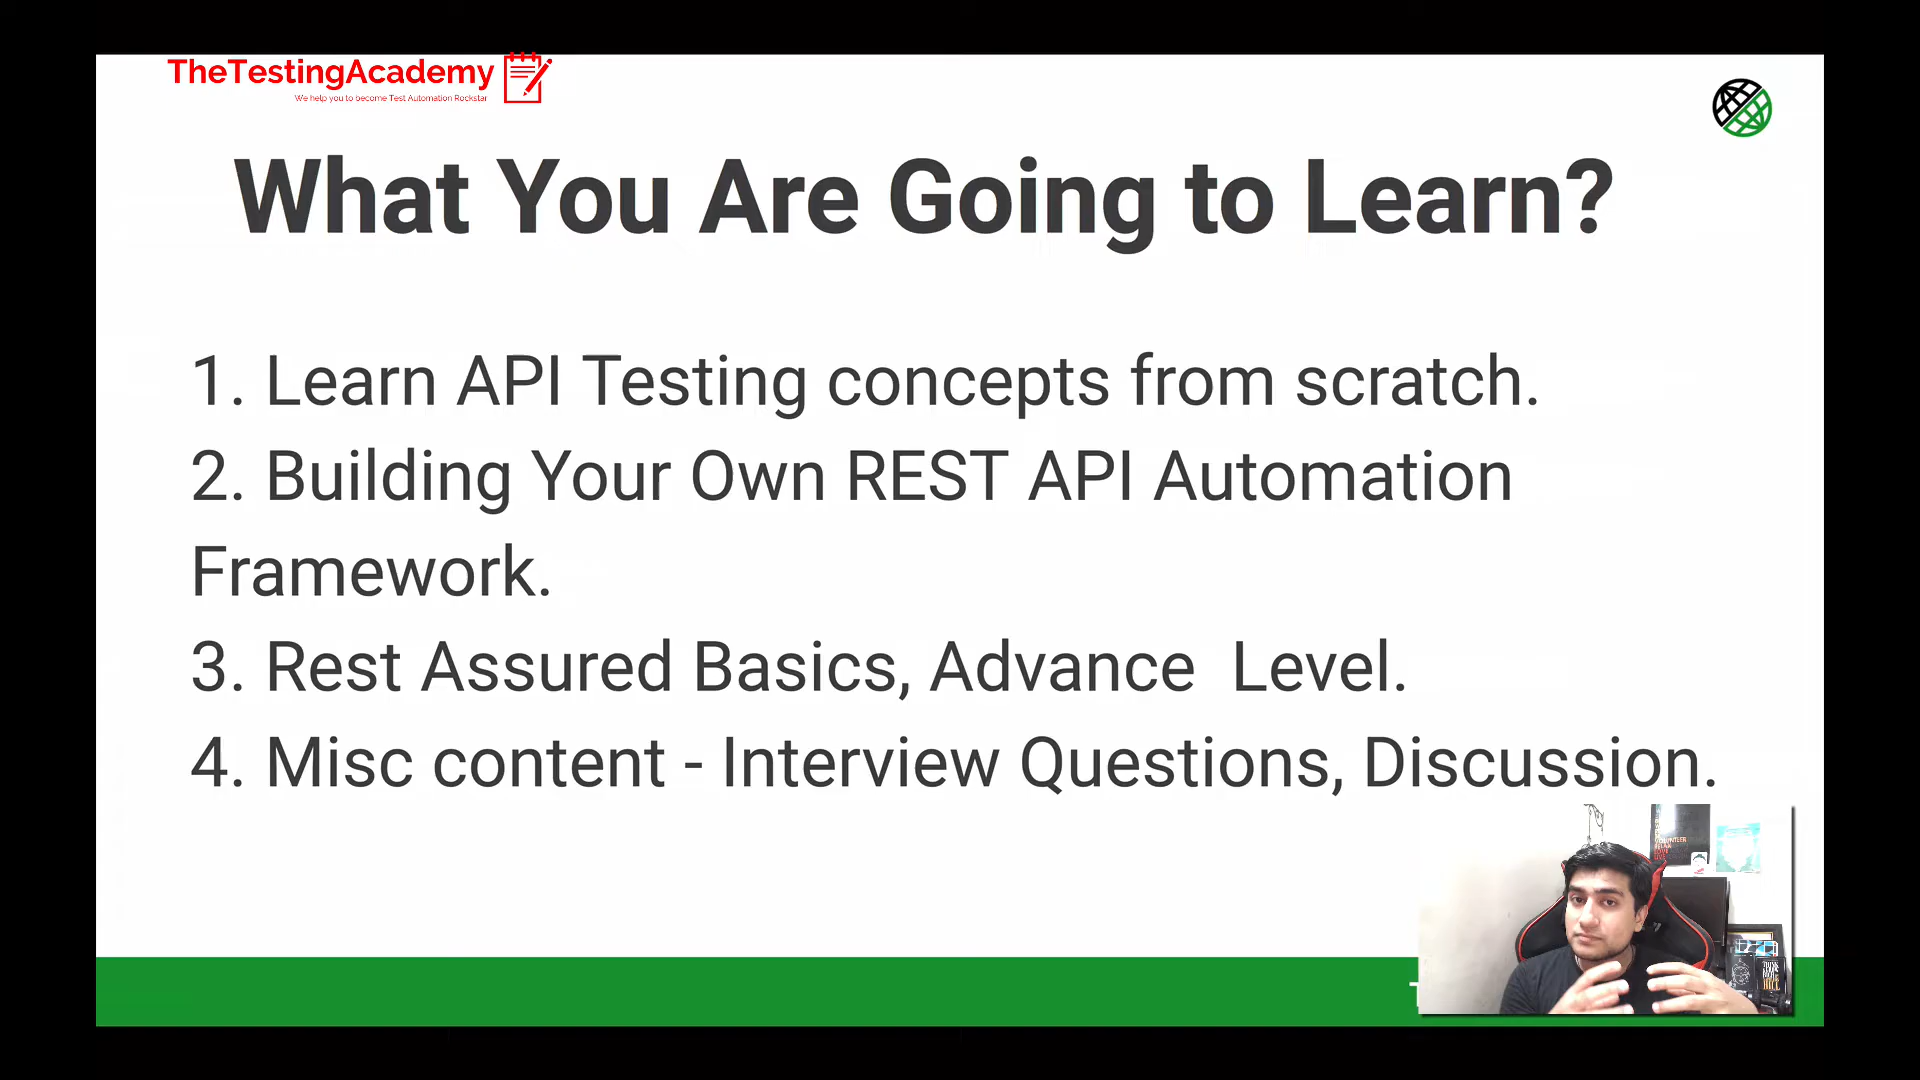 TheTestingAcademy
We help you to become Test Automation Rockstar
What You Are Going to Learn?
1. Learn API Testing concepts from scratch.
2. Building Your Own REST API Automation
Framework.
3. Rest Assured Basics, Advance  Level.
4. Misc content - Interview Questions, Discussion.
VOLUNTEER
RELAX